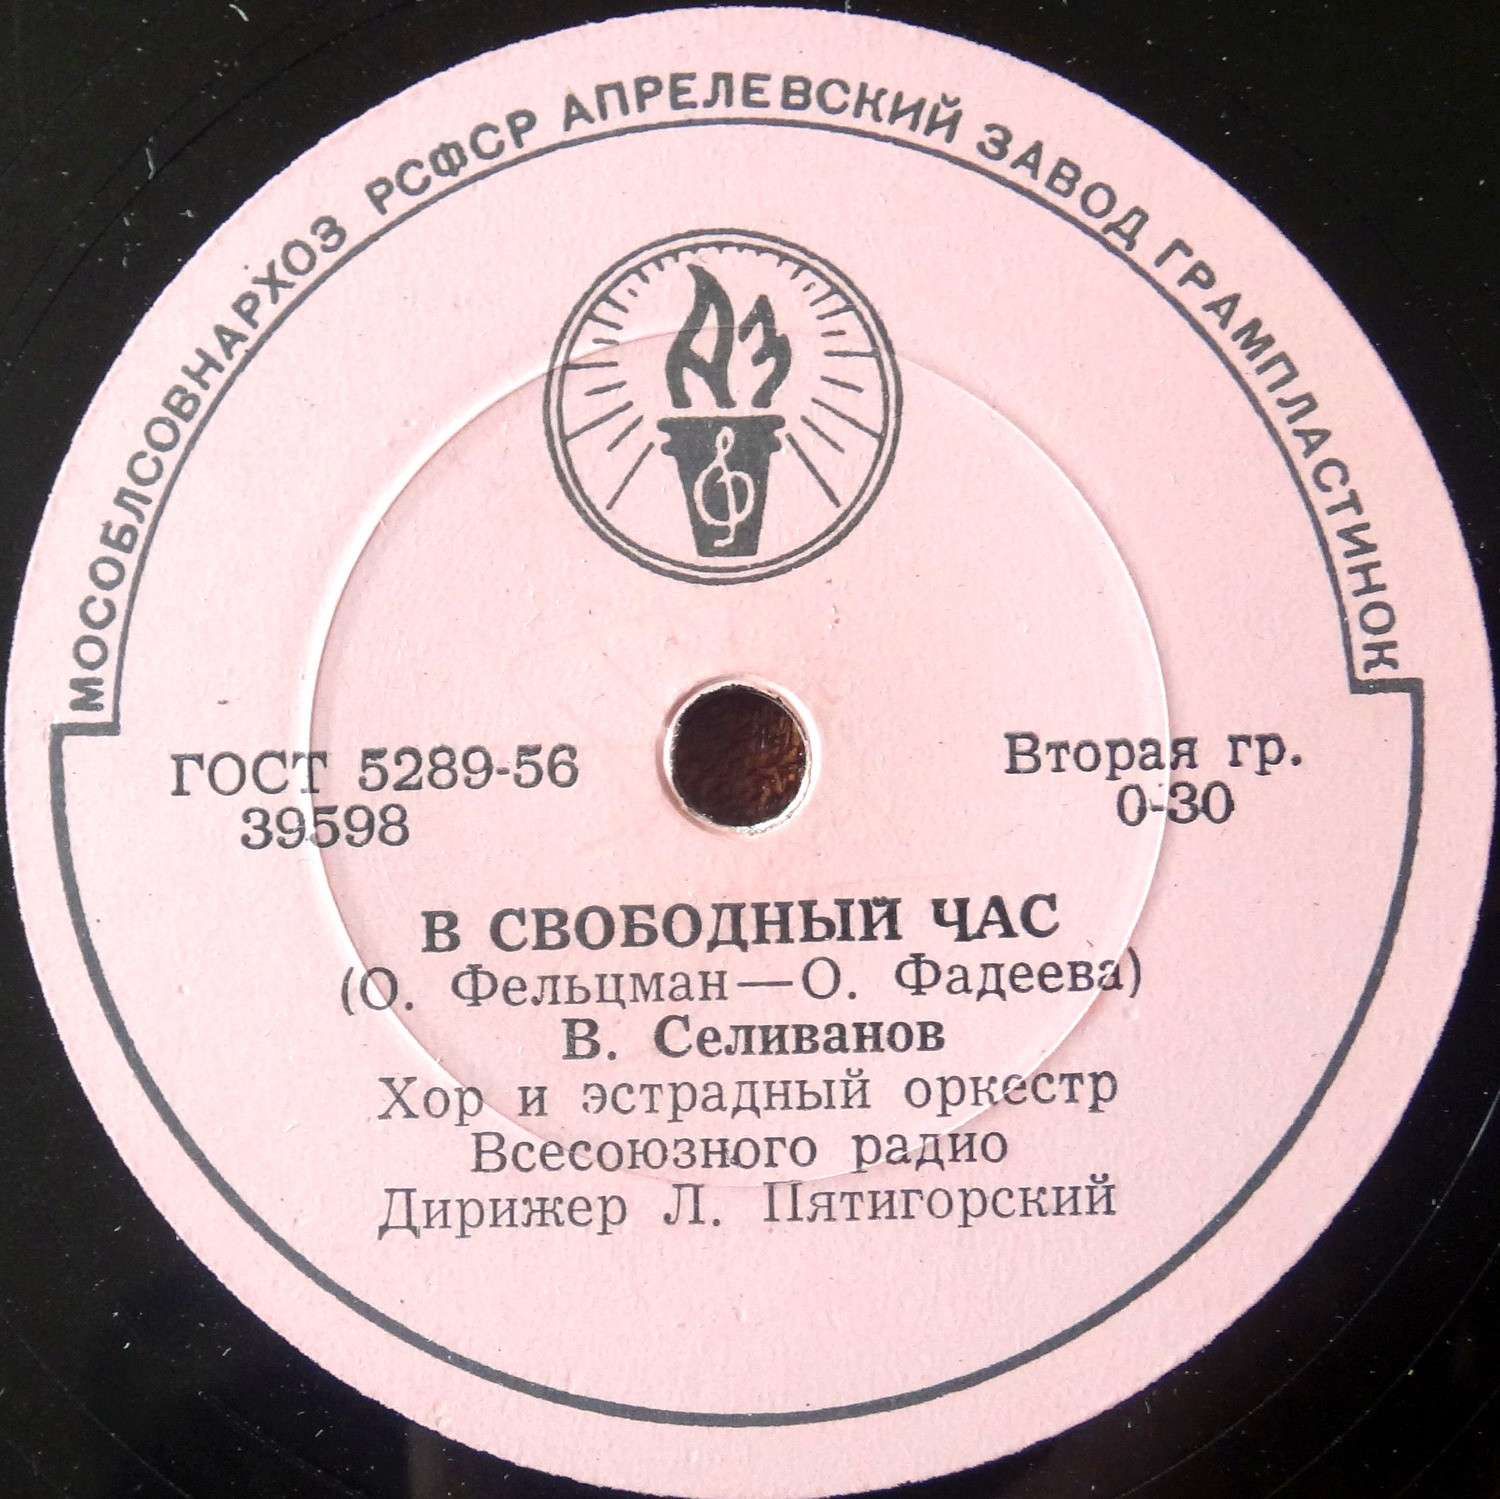 МОСОБЛСОВНАРХОЗ РСФСР АПРЕЛЕВСКИЙ ЗАВОД ГРАМПЛАСТИНОК
АЗ
ГОСТ 5289-56
39598
Вторая гр.
0-30
В СВОБОДНЫЙ ЧАС
(О. Фельцман—О. Фадеева)
В. Селиванов
Хор и эстрадный оркестр
Всесоюзного радио
Дирижер Л. Пятигорский